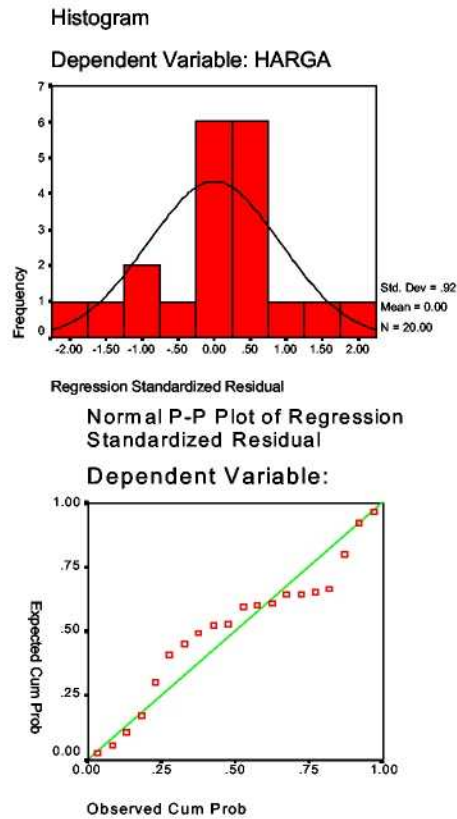 Histogram
Dependent Variable: HARGA
7
6
5
4
3
2
1
0
Frequency
-2.00 -1.50 -1.00 -.50 0.00 .50 1.00 1.50 2.00
Std. Dev = .92
Mean = 0.00
N = 20.00
Regression Standardized Residual
Normal P-P Plot of Regression
Standardized Residual
Dependent Variable:
1.00
.75
.50
.25
0.00
Expected Cum Prob
0.00 .25 .50 .75 1.00
Observed Cum Prob